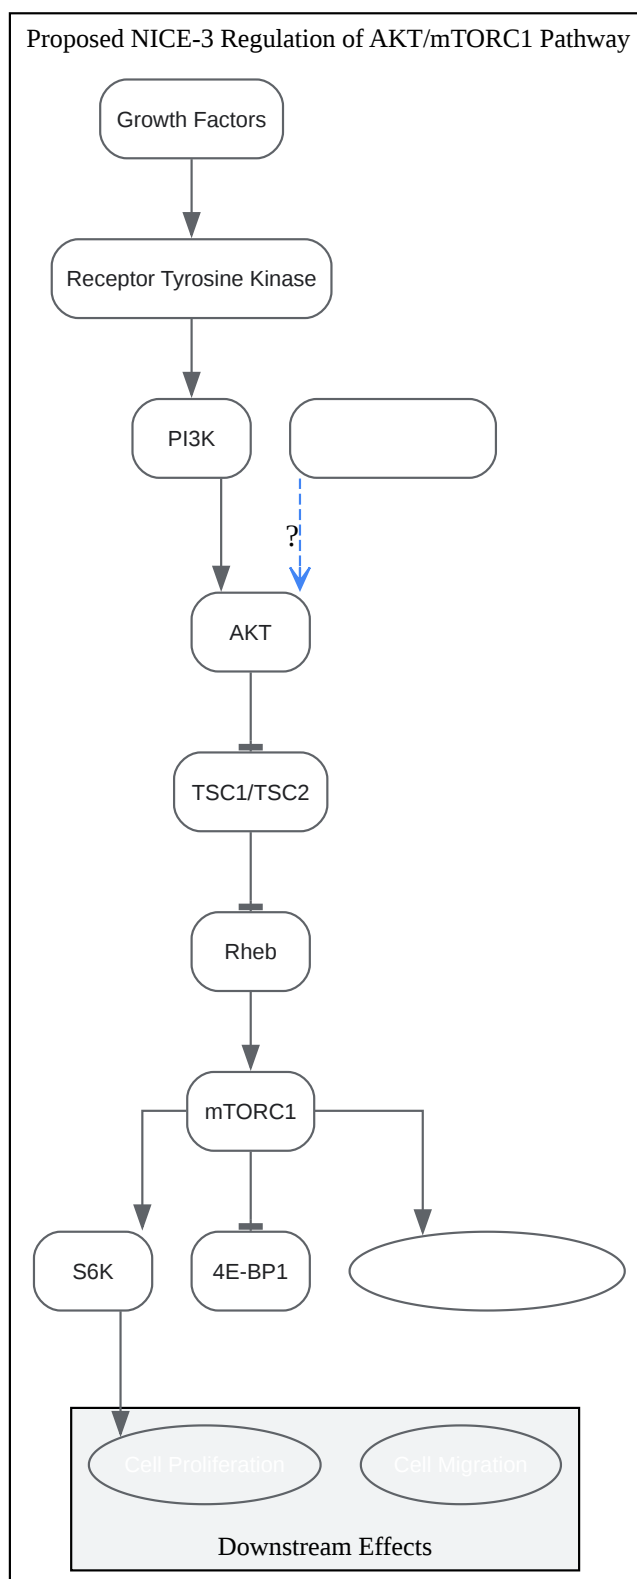 Proposed NICE-3 Regulation of AKT/mTORC1 Pathway
Growth Factors
Receptor Tyrosine Kinase
PI3K
?
AKT
TSC1/TSC2
Rheb
mTORC1
S6K
4E-BP1
Cell Proliferation
Cell Migration
Downstream Effects